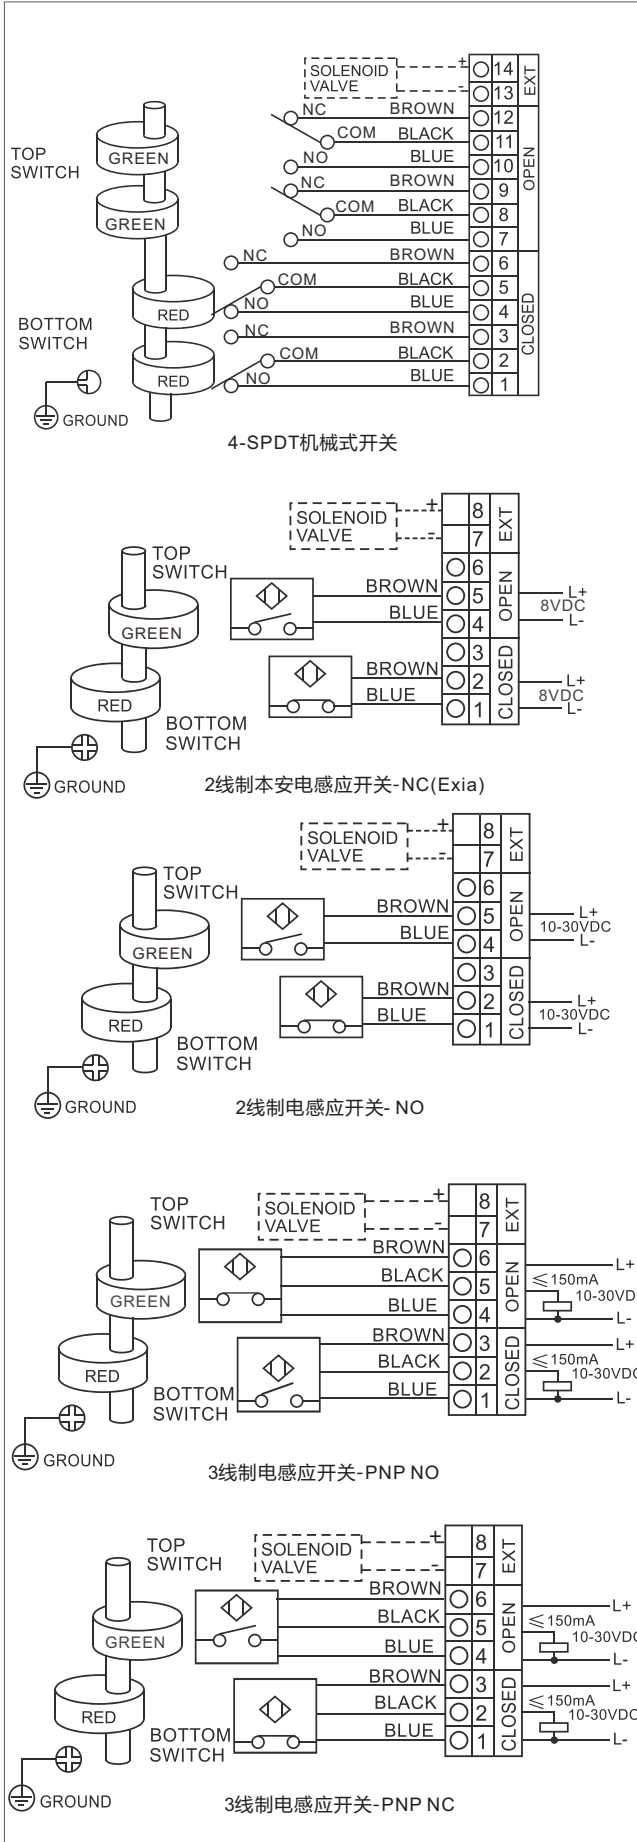 SOLENOID
VALVE
+
-
14
13
EXT
NC
BROWN
12
COM
BLACK
11
NO
BLUE
10
NC
BROWN
9
COM
BLACK
8
NO
BLUE
7
OPEN
NC
BROWN
6
COM
BLACK
5
NO
BLUE
4
NC
BROWN
3
COM
BLACK
2
NO
BLUE
1
CLOSED
TOP
SWITCH
GREEN
GREEN
RED
BOTTOM
SWITCH
RED
GROUND
4-SPDT机械式开关
SOLENOID
VALVE
+
-
8
7
EXT
TOP
SWITCH
GREEN
RED
BOTTOM
SWITCH
GROUND
6
BROWN
5
BLUE
4
OPEN
L+
8VDC
L-
3
BROWN
2
BLUE
1
CLOSED
L+
8VDC
L-
2线制本安电感应开关-NC(Exia)
SOLENOID
VALVE
+
-
8
7
EXT
TOP
SWITCH
GREEN
RED
BOTTOM
SWITCH
GROUND
6
BROWN
5
BLUE
4
OPEN
L+
10-30VDC
L-
3
BROWN
2
BLUE
1
CLOSED
L+
10-30VDC
L-
2线制电感应开关- NO
SOLENOID
VALVE
+
-
8
7
EXT
TOP
SWITCH
GREEN
RED
BOTTOM
SWITCH
GROUND
BROWN
6
BLACK
5
BLUE
4
OPEN
L+
≤150mA
10-30VD
L-
BROWN
3
BLACK
2
BLUE
1
CLOSED
L+
≤150mA
10-30VDC
L-
3线制电感应开关-PNP NO
SOLENOID
VALVE
+
-
8
7
EXT
TOP
SWITCH
GREEN
RED
BOTTOM
SWITCH
GROUND
BROWN
6
BLACK
5
BLUE
4
OPEN
L+
≤150mA
10-30VDC
L-
BROWN
3
BLACK
2
BLUE
1
CLOSED
L+
≤150mA
10-30VDC
L-
3线制电感应开关-PNP NC